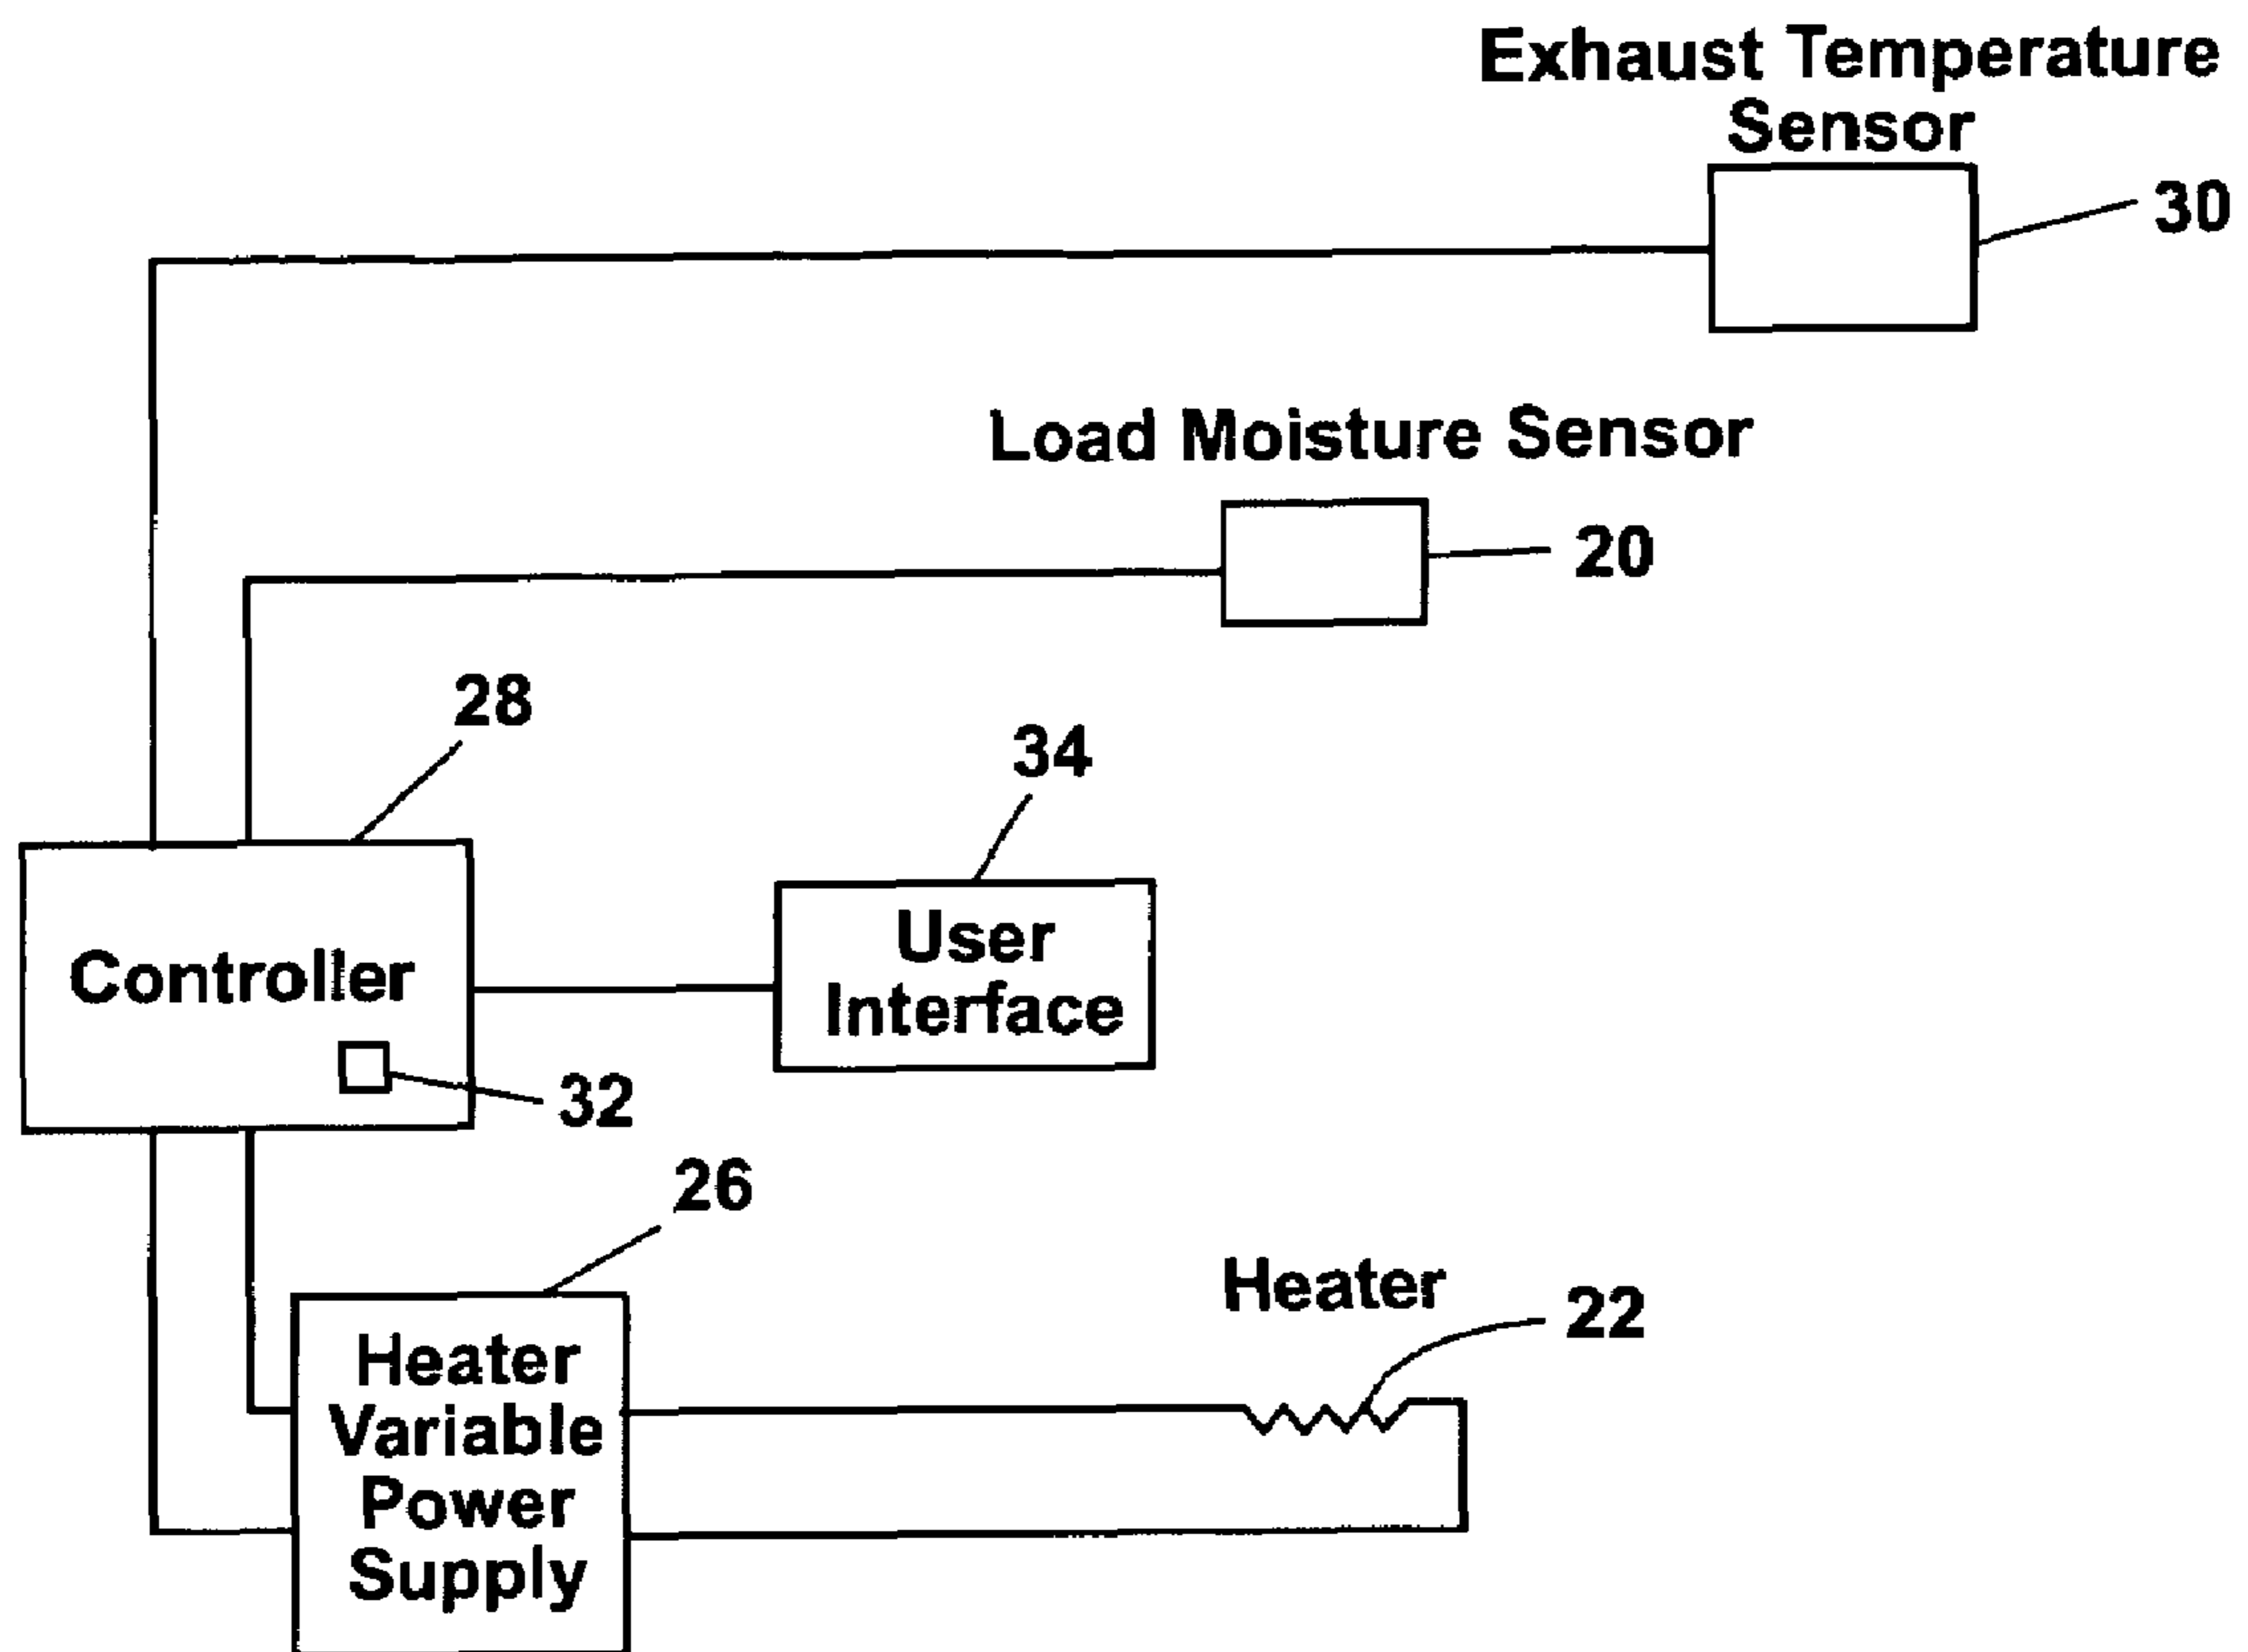 Exhaust Temperature
Sensor
30
Load Moisture Sensor
20
28
34
Controller
User
Interface
32
26
Heater
22
Heater
Variable
Power
Supply